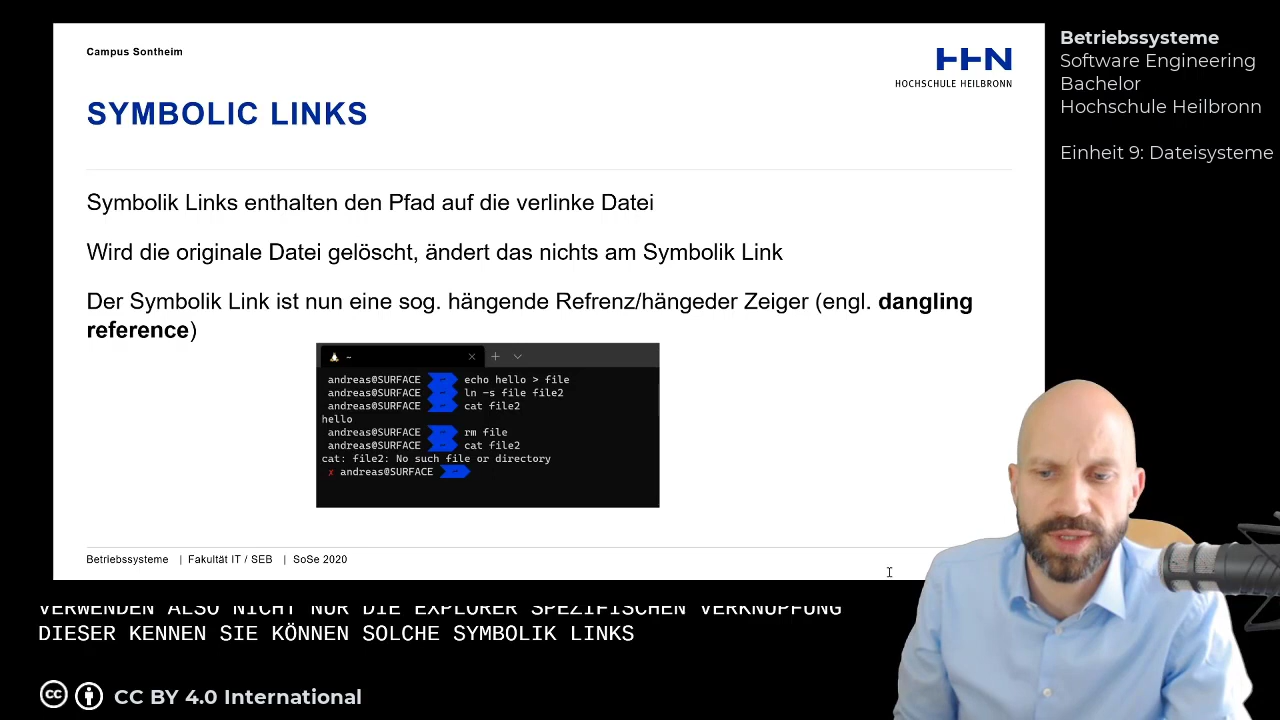 Campus Sontheim
HHN
HOCHSCHULE HEILBRONN
SYMBOLIC LINKS
Symbolik Links enthalten den Pfad auf die verlinke Datei
Wird die originale Datei gelöscht, ändert das nichts am Symbolik Link
Der Symbolik Link ist nun eine sog. hängende Refrenz/hängeder Zeiger (engl. dangling
reference)
~
andreas@SURFACE ~ echo hello > file
andreas@SURFACE ~ ln -s file file2
andreas@SURFACE ~ cat file2
hello
andreas@SURFACE ~ rm file
andreas@SURFACE ~ cat file2
cat: file2: No such file or directory
✗ andreas@SURFACE ~
Betriebssysteme | Fakultät IT / SEB | SoSe 2020
Betriebssysteme
Software Engineering
Bachelor
Hochschule Heilbronn
Einheit 9: Dateisysteme
VERWENDEN ALSO NICHT NUR DIE EXPLORER SPEZIFISCHEN VERKNÜPFUNG
DIESER KENNEN SIE KÖNNEN SOLCHE SYMBOLIK LINKS
cc CC BY 4.0 International